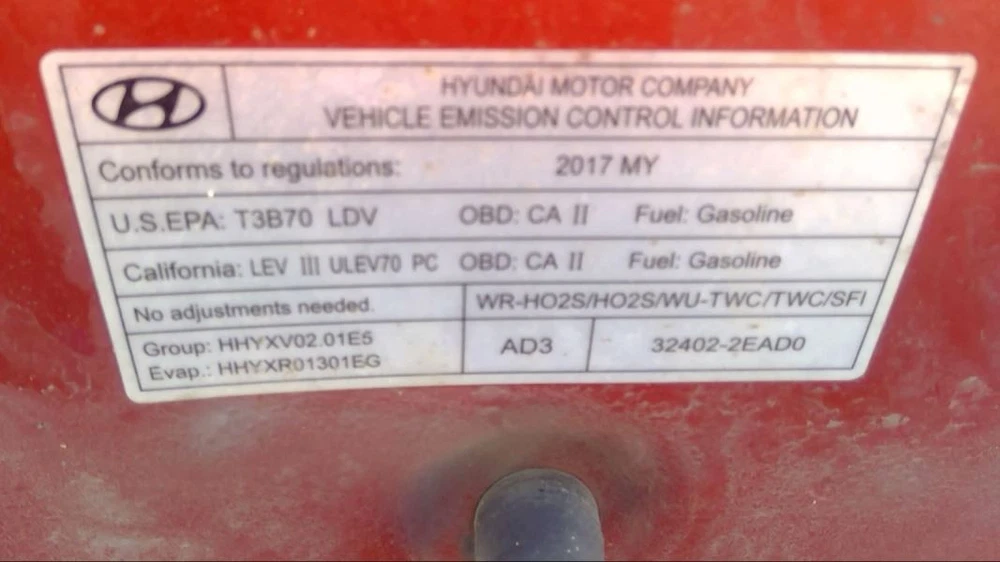 HYUNDAI MOTOR COMPANY
VEHICLE EMISSION CONTROL INFORMATION
Conforms to regulations: 2017 MY
U.S.EPA: T3B70 LDV OBD: CA II Fuel: Gasoline
California: LEV III ULEV70 PC OBD: CA II Fuel: Gasoline
No adjustments needed. WR-HO2S/HO2S/WU-TWC/TWC/SFI
Group: HHYXV02.01E5
Evap.: HHYXR01301EG
AD3 32402-2EAD0